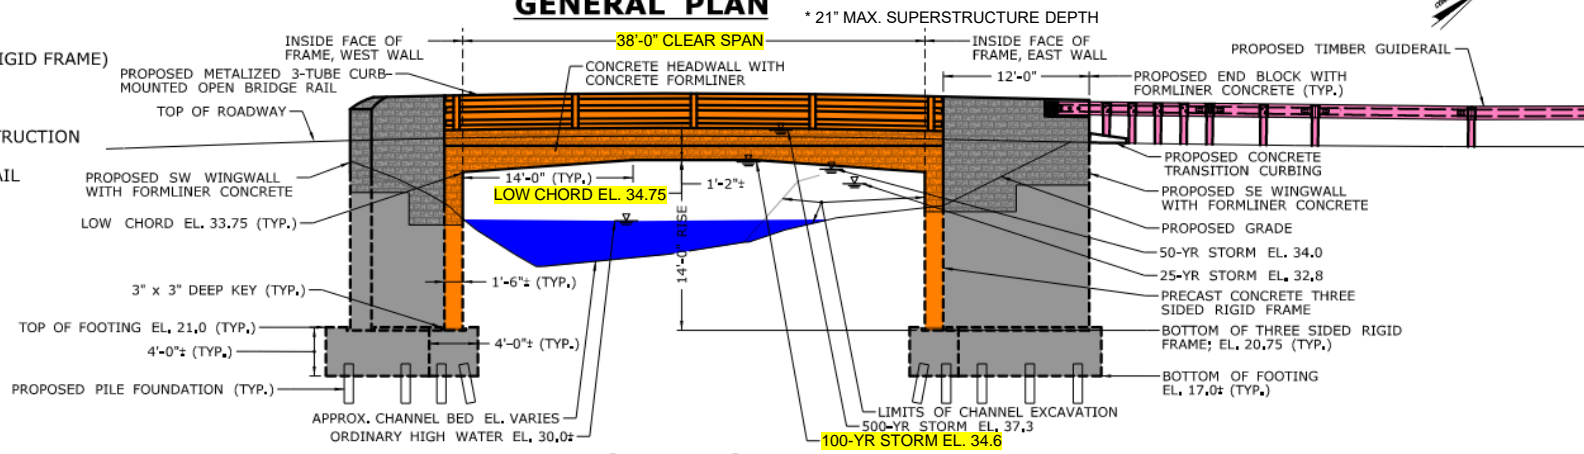 GENERAL PLAN
* 21" MAX. SUPERSTRUCTURE DEPTH
INSIDE FACE OF
FRAME, WEST WALL
38'-0" CLEAR SPAN
INSIDE FACE OF
FRAME, EAST WALL
PROPOSED TIMBER GUIDERAIL
IGID FRAME)
PROPOSED METALIZED 3-TUBE CURB-
MOUNTED OPEN BRIDGE RAIL
CONCRETE HEADWALL WITH
CONCRETE FORMLINER
12'-0"
PROPOSED END BLOCK WITH
FORMLINER CONCRETE (TYP.)
TOP OF ROADWAY
TRUCTION
AIL
PROPOSED SW WINGWALL
WITH FORMLINER CONCRETE
14'-0" (TYP.)
1'-2"±
LOW CHORD EL. 34.75
PROPOSED CONCRETE
TRANSITION CURBING
PROPOSED SE WINGWALL
WITH FORMLINER CONCRETE
LOW CHORD EL. 33.75 (TYP.)
PROPOSED GRADE
14'-0" RISE
50-YR STORM EL. 34.0
25-YR STORM EL. 32.8
3" x 3" DEEP KEY (TYP.)
1'-6"± (TYP.)
PRECAST CONCRETE THREE
SIDED RIGID FRAME
TOP OF FOOTING EL. 21.0 (TYP.)
4'-0"± (TYP.)
4'-0"± (TYP.)
BOTTOM OF THREE SIDED RIGID
FRAME; EL. 20.75 (TYP.)
PROPOSED PILE FOUNDATION (TYP.)
BOTTOM OF FOOTING
EL. 17.0± (TYP.)
APPROX. CHANNEL BED EL. VARIES
ORDINARY HIGH WATER EL. 30.0±
LIMITS OF CHANNEL EXCAVATION
500-YR STORM EL. 37.3
100-YR STORM EL. 34.6